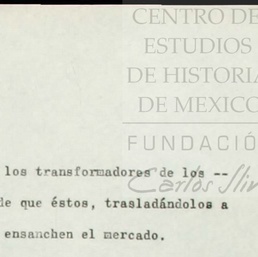 CENTRO DE
ESTUDIOS
DE HISTORIA
DE MEXICO
FUNDACIÓ
Carlos Slim
los transformadores de los --
de que éstos, trasladándolos a
ensanchen el mercado.